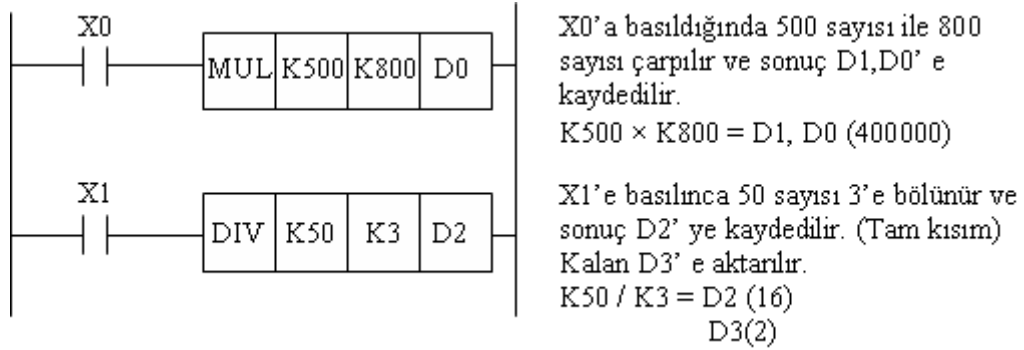 X0
MUL K500 K800 D0
X0'a basıldığında 500 sayısı ile 800
sayısı çarpılır ve sonuç D1,D0' e
kaydedilir.
K500 × K800 = D1, D0 (400000)
X1
DIV K50 K3 D2
X1'e basılınca 50 sayısı 3'e bölünür ve
sonuç D2' ye kaydedilir. (Tam kısım)
Kalan D3' e aktarılır.
K50 / K3 = D2 (16)
D3(2)